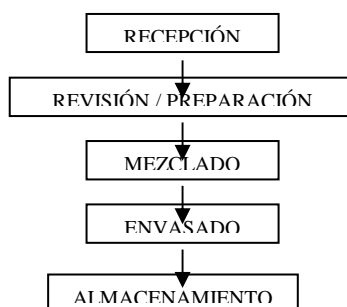 RECEPCIÓN
REVISIÓN / PREPARACIÓN
MEZCLADO
ENVASADO
ALMACENAMIENTO